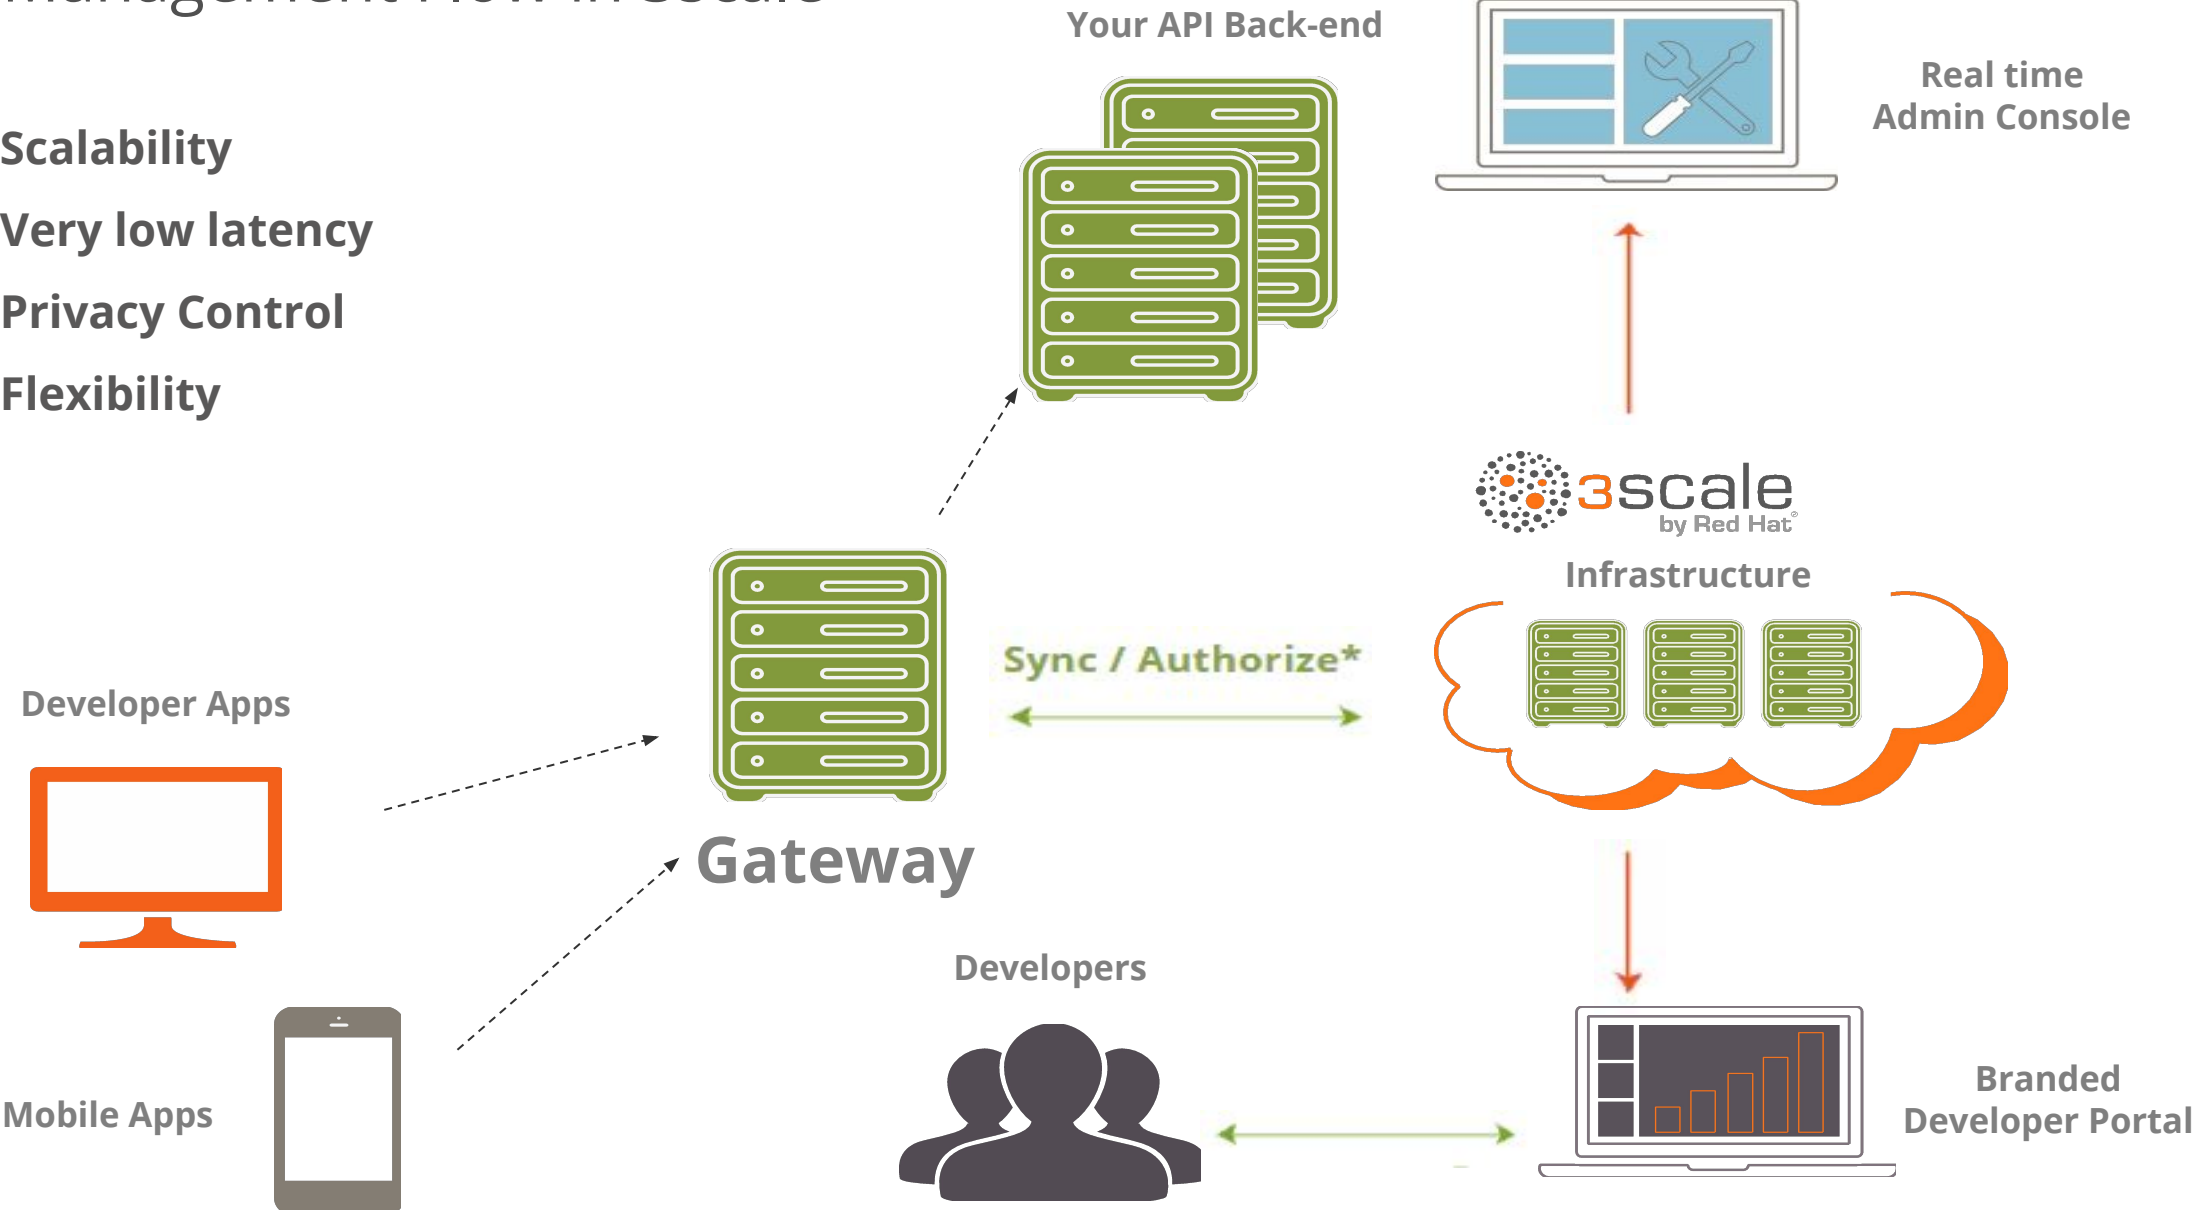 Scalability
Very low latency
Privacy Control
Flexibility
Your API Back-end
Real time
Admin Console
3scale
by Red Hat®
Infrastructure
Sync / Authorize*
Developer Apps
Gateway
Developers
Mobile Apps
Branded
Developer Portal